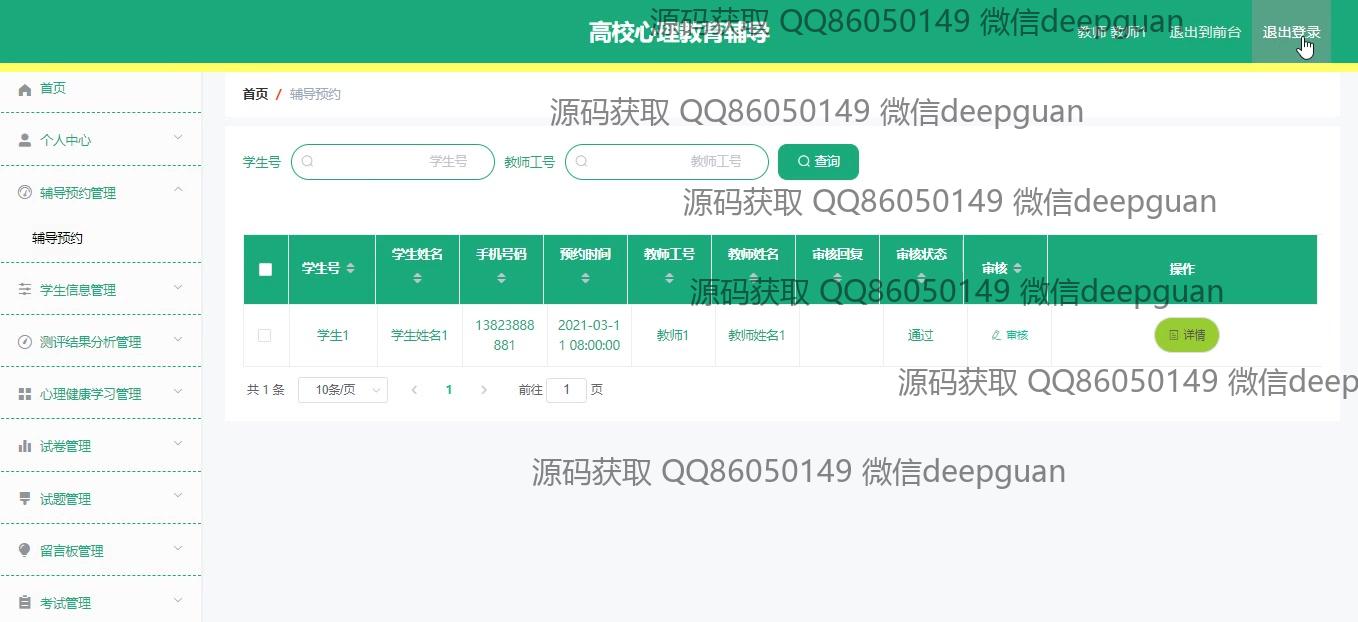 高校心理教育辅导
源码获取 QQ86050149 微信deepguan
教师 教师1 退出到前台 退出登录
首页
个人中心
辅导预约管理
辅导预约
学生信息管理
测评结果分析管理
心理健康学习管理
试卷管理
试题管理
留言板管理
考试管理
首页 / 辅导预约
源码获取 QQ86050149 微信deepguan
学生号 学生号 教师工号 教师工号 查询
源码获取 QQ86050149 微信deepguan
学生号 学生姓名 手机号码 预约时间 教师工号 教师姓名 审核回复 审核状态 审核 操作
源码获取 QQ86050149 微信deepguan
学生1 学生姓名1 13823888881 2021-03-11 08:00:00 教师1 教师姓名1 通过 审核 详情
共 1 条 10条/页 1 前往 1 页
源码获取 QQ86050149 微信deep
源码获取 QQ86050149 微信deepguan